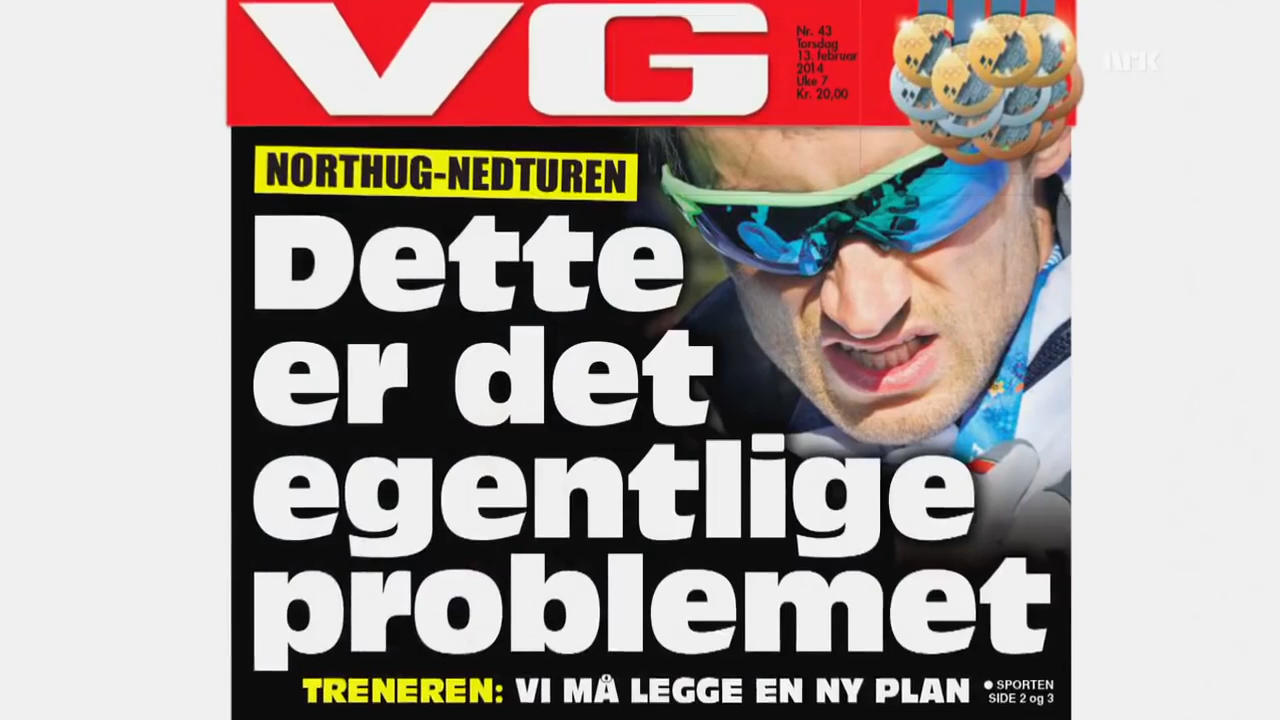 VG
Nr. 43
Torsdag
13. februar
2014
Uke 7
Kr. 20,00
NRK
NORTHUG-NEDTUREN
Dette
er det
egentlige
problemet
TRENEREN: VI MÅ LEGGE EN NY PLAN
• SPORTEN
SIDE 2 og 3